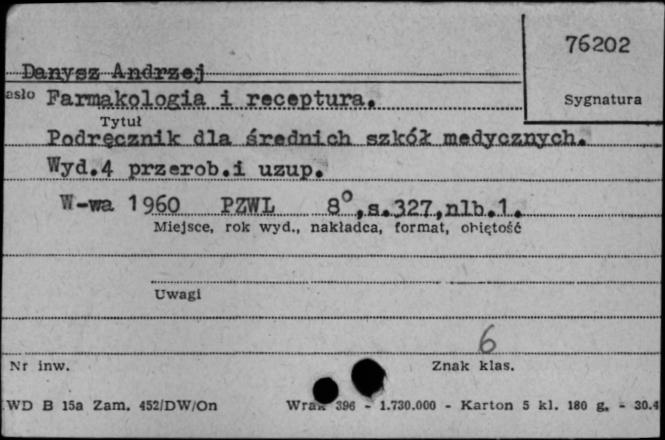 76202
Danysz Andrzej
asło Farmakologia i receptura.
Sygnatura
Tytuł
Podręcznik dla średnich szkół medycznych.
Wyd.4 przerob.i uzup.
W-wa 1960 PZWL 8°,s.327,nlb.1.
Miejsce, rok wyd., nakładca, format, objętość
Uwagi
6
Nr inw. Znak klas.
WD B 15a Zam. 452/DW/On Wrak 396 - 1.730.000 - Karton 5 kl. 180 g. - 30.4